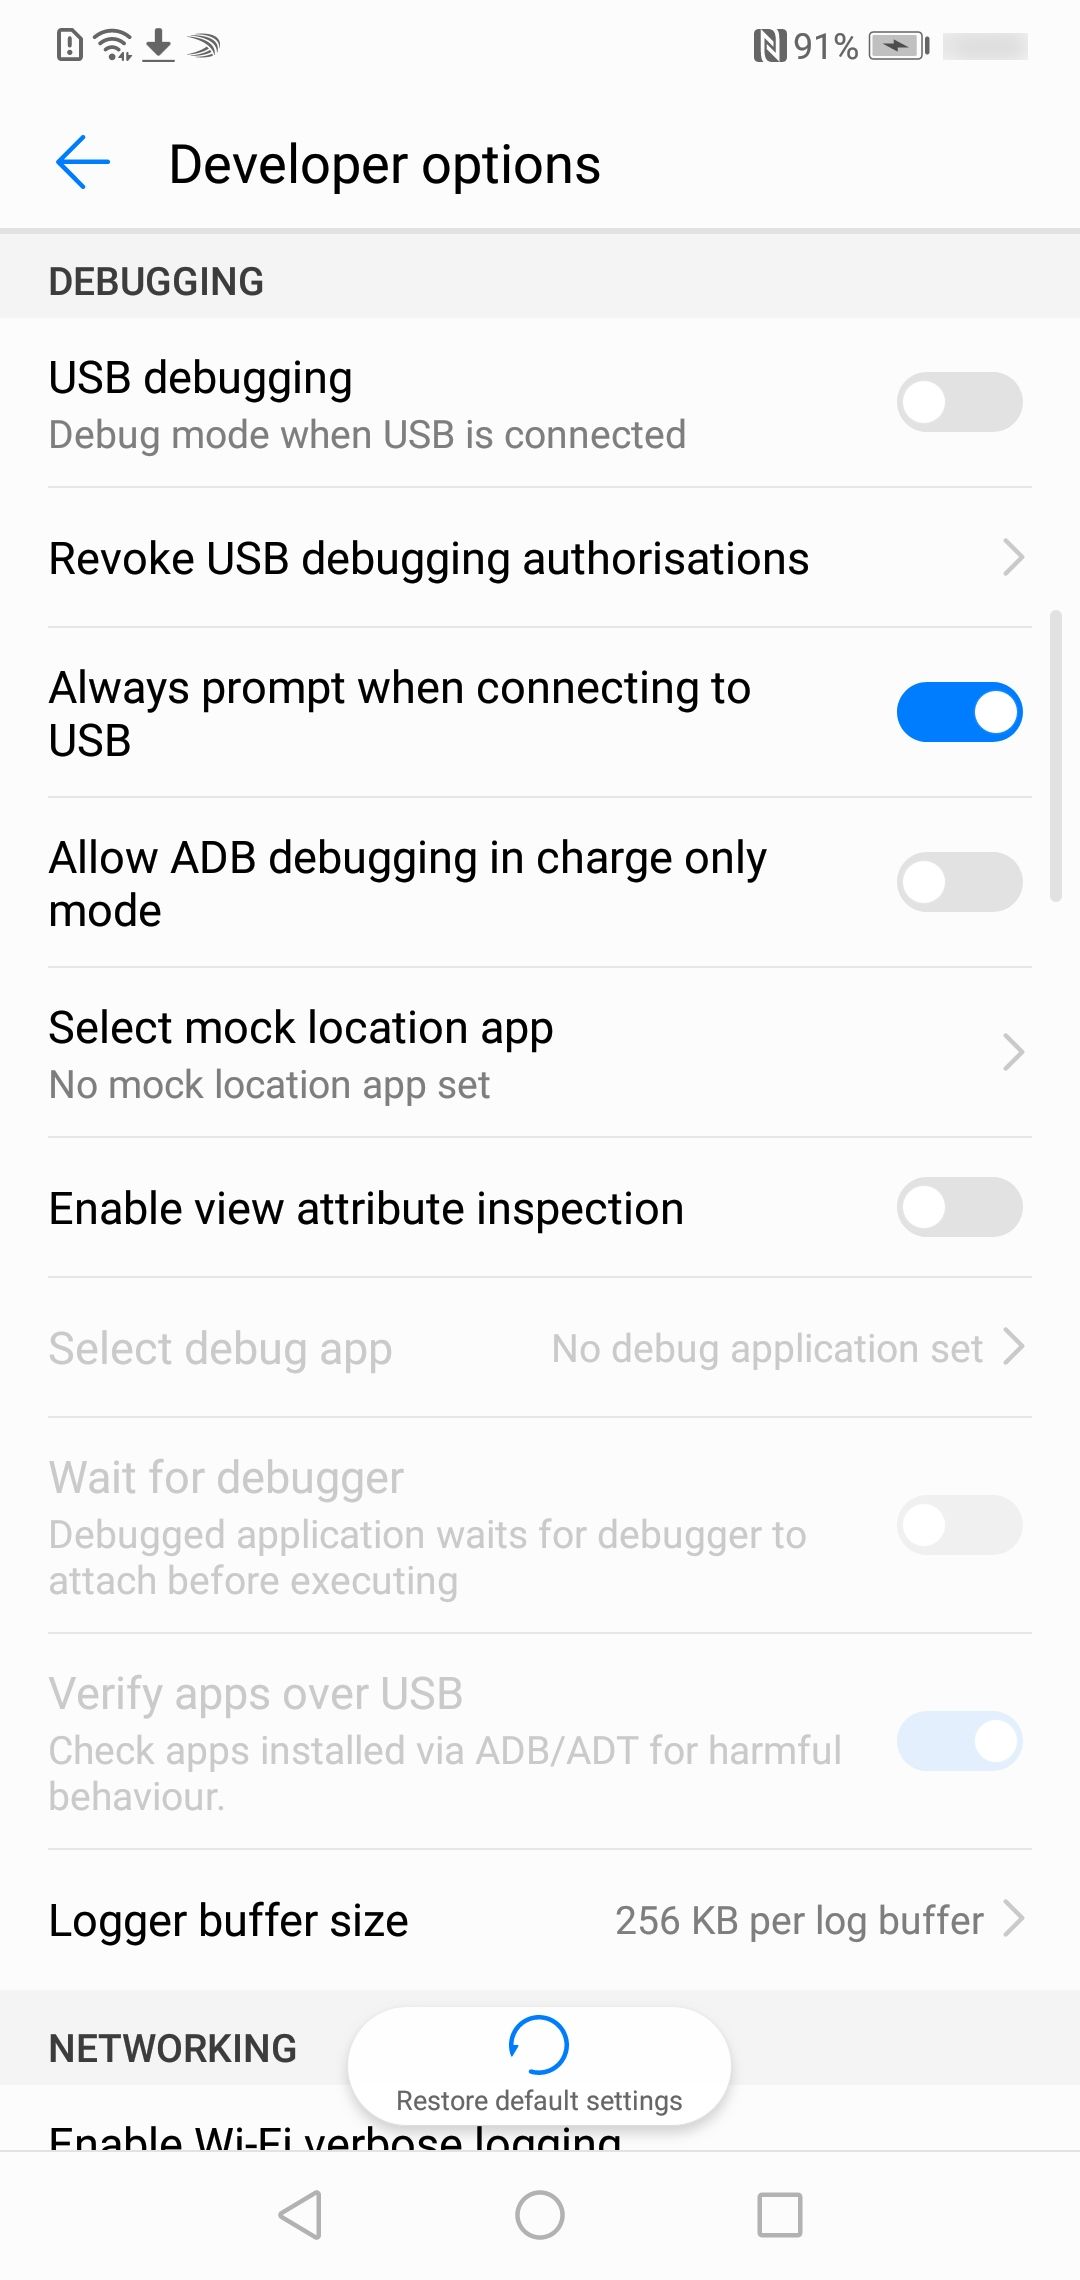 91%
Developer options
DEBUGGING
USB debugging
Debug mode when USB is connected
Revoke USB debugging authorisations
Always prompt when connecting to
USB
Allow ADB debugging in charge only
mode
Select mock location app
No mock location app set
Enable view attribute inspection
Select debug app No debug application set
Wait for debugger
Debugged application waits for debugger to
attach before executing
Verify apps over USB
Check apps installed via ADB/ADT for harmful
behaviour.
Logger buffer size 256 KB per log buffer
NETWORKING
Restore default settings
Enable Wi-Fi verbose logging